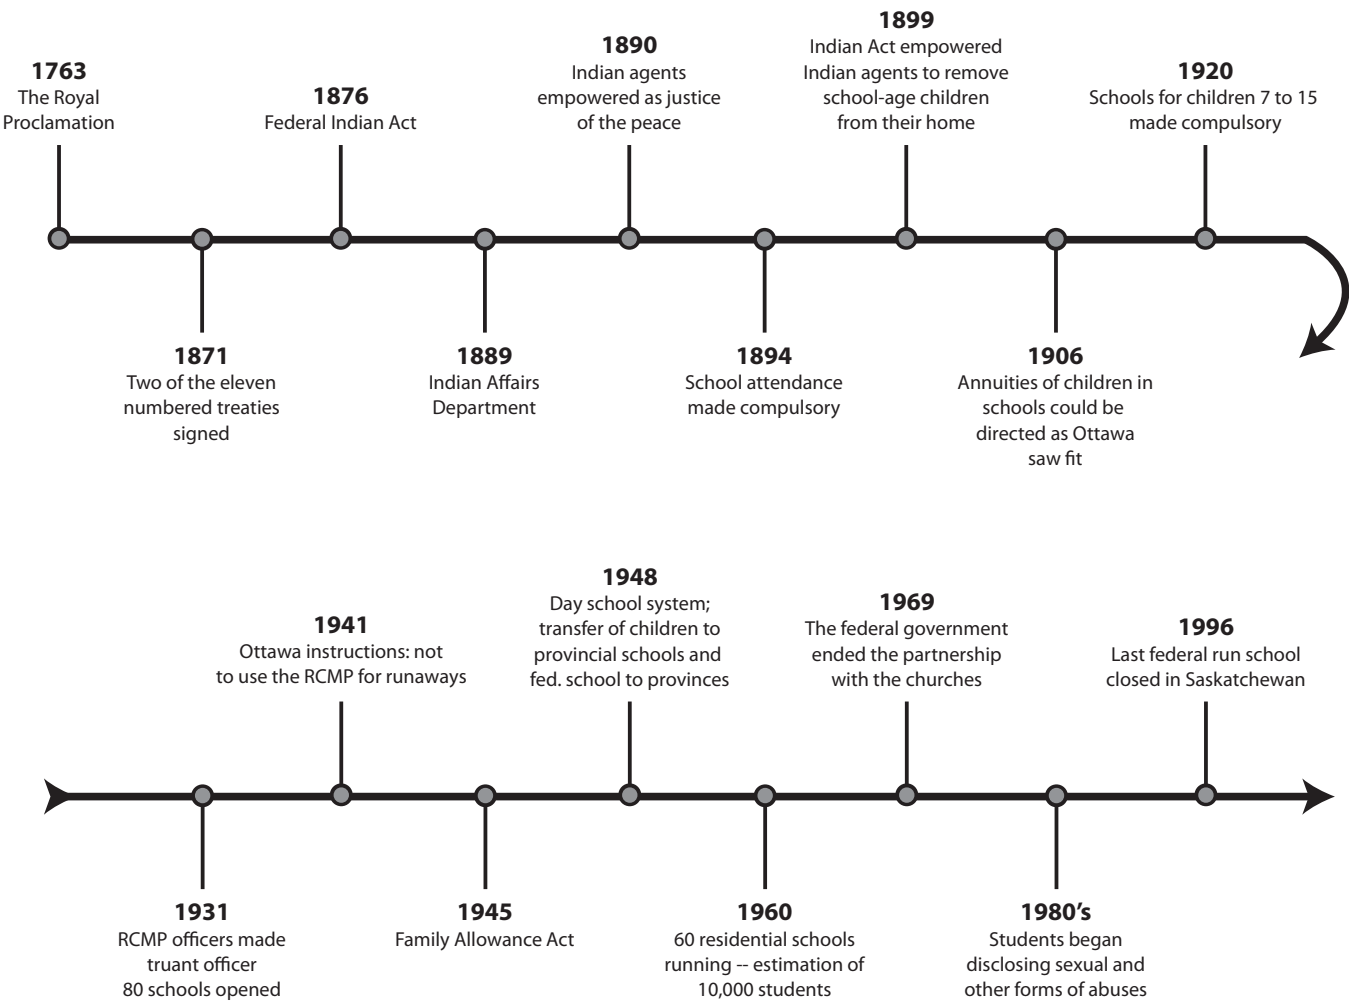 1763
The Royal
Proclamation
1871
Two of the eleven
numbered treaties
signed
1876
Federal Indian Act
1889
Indian Affairs
Department
1890
Indian agents
empowered as justice
of the peace
1894
School attendance
made compulsory
1899
Indian Act empowered
Indian agents to remove
school-age children
from their home
1906
Annuities of children in
schools could be
directed as Ottawa
saw fit
1920
Schools for children 7 to 15
made compulsory
1931
RCMP officers made
truant officer
80 schools opened
1941
Ottawa instructions: not
to use the RCMP for runaways
1945
Family Allowance Act
1948
Day school system;
transfer of children to
provincial schools and
fed. school to provinces
1960
60 residential schools
running -- estimation of
10,000 students
1969
The federal government
ended the partnership
with the churches
1980's
Students began
disclosing sexual and
other forms of abuses
1996
Last federal run school
closed in Saskatchewan